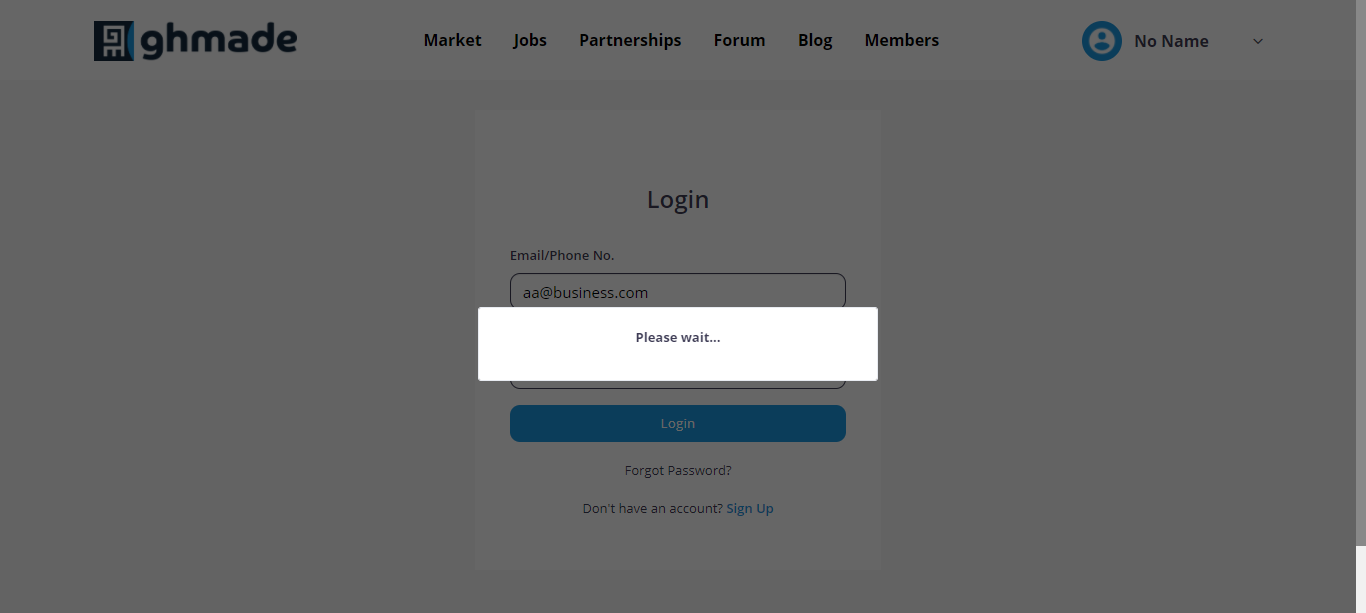 ghmade
Market Jobs Partnerships Forum Blog Members
No Name
Login
Email/Phone No.
aa@business.com
Please wait...
Login
Forgot Password?
Don't have an account? Sign Up